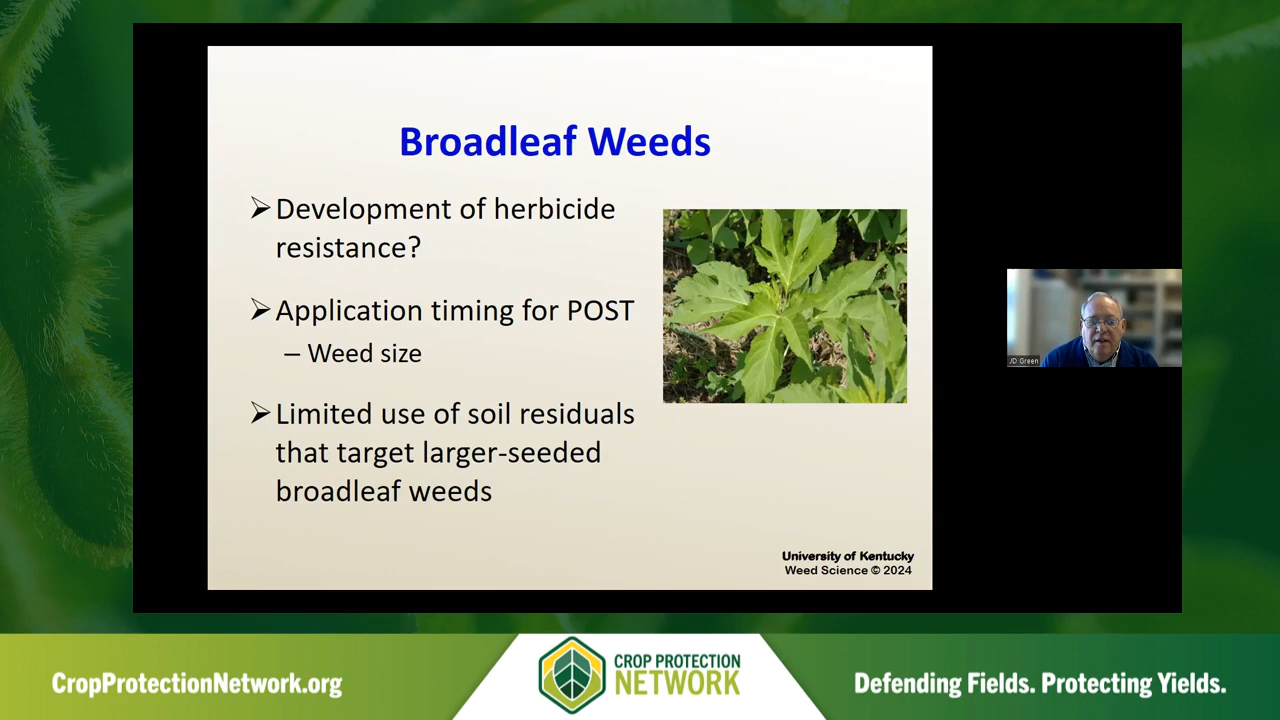 Broadleaf Weeds
➢Development of herbicide
resistance?
➢Application timing for POST
– Weed size
➢Limited use of soil residuals
that target larger-seeded
broadleaf weeds
University of Kentucky
Weed Science © 2024
JD Green
CropProtectionNetwork.org
CROP PROTECTION
NETWORK
Defending Fields. Protecting Yields.